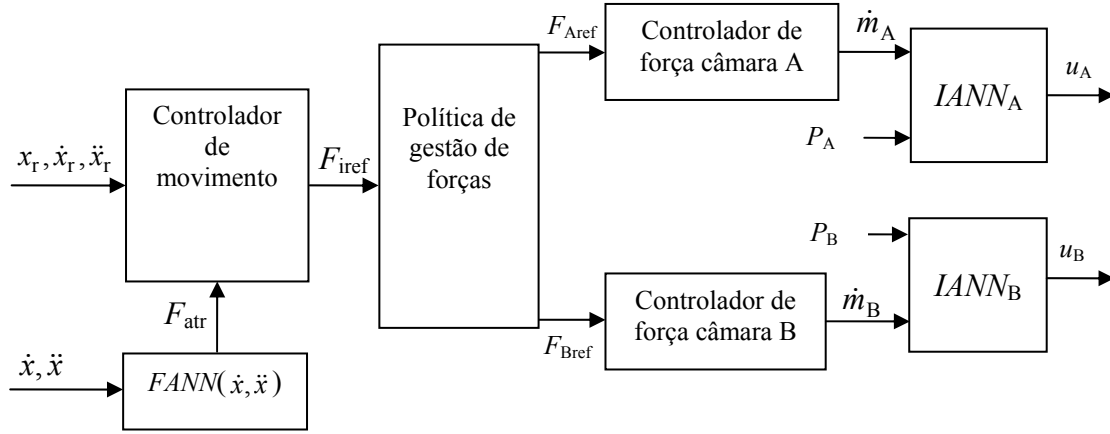 x_r, ẋ_r, ẍ_r
Controlador
de
movimento
F_iref
F_atr
ẋ, ẍ
FANN(ẋ, ẍ)
Política de
gestão de
forças
F_Aref
Controlador de
força câmara A
ṁ_A
P_A
IANN_A
u_A
F_Bref
Controlador de
força câmara B
ṁ_B
P_B
IANN_B
u_B